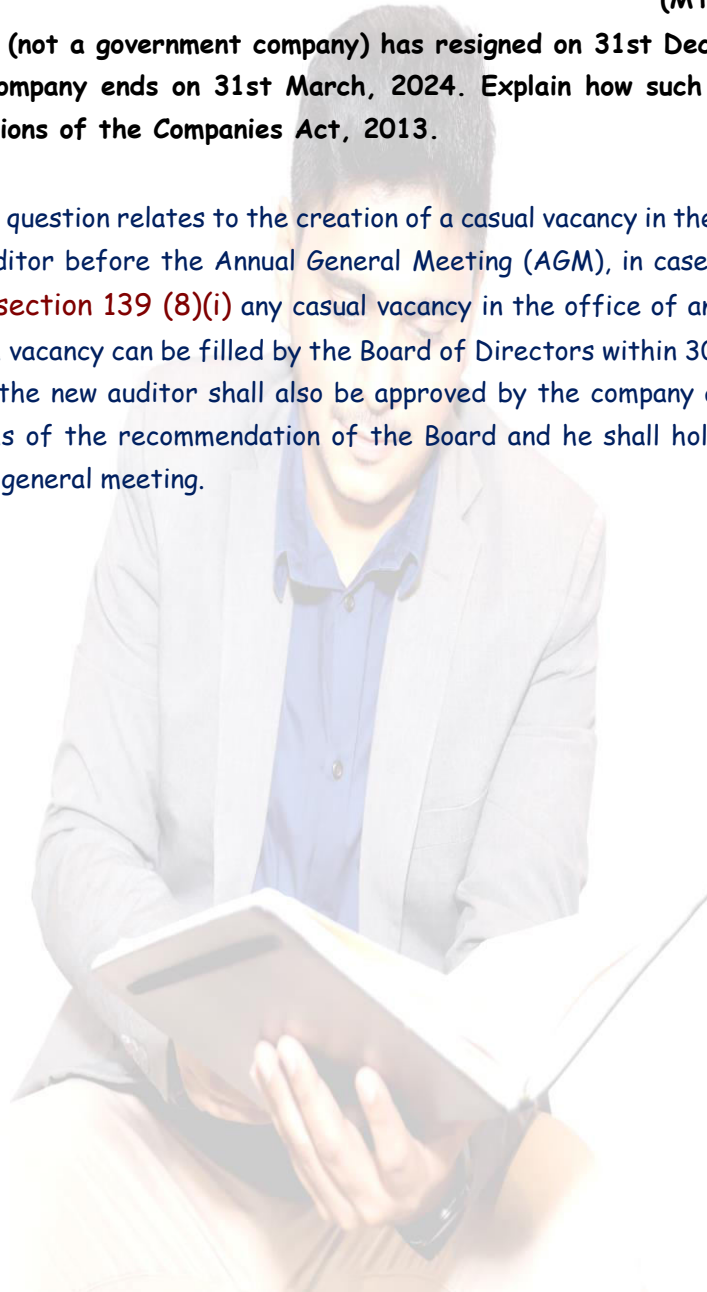 (MT
(not a government company) has resigned on 31st Dec
ompany ends on 31st March, 2024. Explain how such
ions of the Companies Act, 2013.
question relates to the creation of a casual vacancy in the
ditor before the Annual General Meeting (AGM), in case
section 139 (8)(i) any casual vacancy in the office of an
vacancy can be filled by the Board of Directors within 30
the new auditor shall also be approved by the company
s of the recommendation of the Board and he shall hol
general meeting.